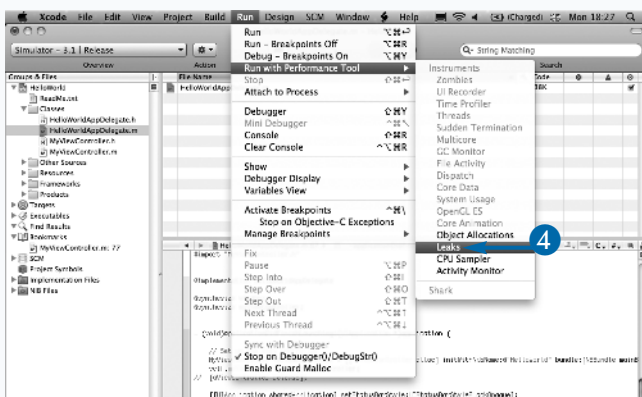 Xcode File Edit View Project Build Run Design SCM Window Help (Charged) Mon 18:27
Simulator - 3.1 | Release
String Matching
Overview Action Search
Groups & Files
File Name Code
HelloWorld
HelloWorldApp
ReadMe.txt
Classes
HelloWorldAppDelegate.h
HelloWorldAppDelegate.m
MyViewController.h
MyViewController.m
Other Sources
Resources
Frameworks
Products
Targets
Executables
Find Results
Bookmarks
MyViewController.m: 77
SCM
Project Symbols
Implementation Files
NIB Files
Run ⌥⌘↩
Run - Breakpoints Off ⌥⌘R
Debug - Breakpoints On ⌥⌘Y
Run with Performance Tool
Stop ⇧⌘↩
Attach to Process
Debugger ⇧⌘Y
Mini Debugger
Console ⇧⌘R
Clear Console ^⌥⌘R
Show
Debugger Display
Variables View
Activate Breakpoints ^⌘\
Stop on Objective-C Exceptions
Manage Breakpoints
Fix
Pause ⌥⌘P
Step Into ⇧⌘I
Step Over ⇧⌘O
Step Out ⇧⌘T
Next Thread ^⌥⌘↑
Previous Thread ^⌥⌘↓
Sync with Debugger
✓ Stop on Debugger()/DebugStr()
Enable Guard Malloc
Instruments
Zombies
UI Recorder
Time Profiler
Threads
Sudden Termination
Multicore
GC Monitor
File Activity
Dispatch
Core Data
System Usage
OpenGL ES
Core Animation
Object Allocations
Leaks
CPU Sampler
Activity Monitor
Shark
4